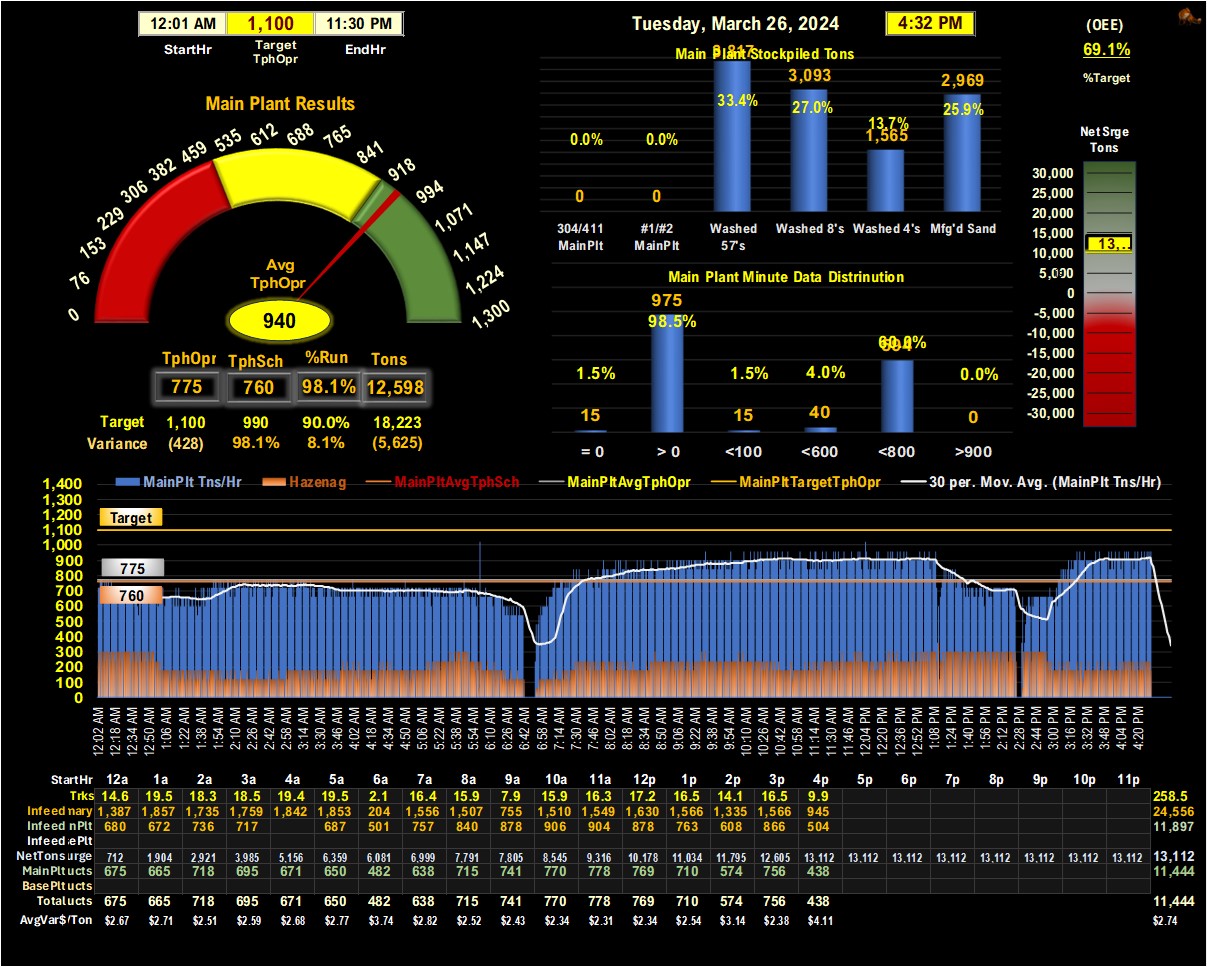 12:01 AM 1,100 11:30 PM
StartHr Target TphOpr EndHr
Tuesday, March 26, 2024 4:32 PM
(OEE)
69.1%
%Target
Main Plant Results
0 76 153 229 306 382 459 535 612 688 765 841 918 994 1,071 1,147 1,224 1,300
Avg
TphOpr
940
TphOpr TphSch %Run Tons
775 760 98.1% 12,598
Target 1,100 990 90.0% 18,223
Variance (428) 98.1% 8.1% (5,625)
Main Plant Stockpiled Tons
3,817 3,093 1,565 2,969
33.4% 27.0% 13.7% 25.9%
0.0% 0.0%
0 0
304/411 MainPlt #1/#2 MainPlt Washed 57's Washed 8's Washed 4's Mfg'd Sand
Main Plant Minute Data Distrinution
975
98.5%
1.5% 1.5% 4.0% 0.0%
15 15 40 594 0
= 0 > 0 <100 <600 <800 >900
NetSrge
Tons
30,000
25,000
20,000
15,000
13,...
10,000
5,000
0
-5,000
-10,000
-15,000
-20,000
-25,000
-30,000
MainPlt Tns/Hr Hazenag MainPltAvgTphSch MainPltAvgTphOpr MainPltTargetTphOpr 30 per. Mov. Avg. (MainPlt Tns/Hr)
1,400
1,300
1,200
1,100
1,000
900
800
700
600
500
400
300
200
100
0
Target
775
760
12:02 AM 12:18 AM 12:34 AM 12:50 AM 1:06 AM 1:22 AM 1:38 AM 1:54 AM 2:10 AM 2:26 AM 2:42 AM 2:58 AM 3:14 AM 3:30 AM 3:46 AM 4:02 AM 4:18 AM 4:34 AM 4:50 AM 5:06 AM 5:22 AM 5:38 AM 5:54 AM 6:10 AM 6:26 AM 6:42 AM 6:58 AM 7:14 AM 7:30 AM 7:46 AM 8:02 AM 8:18 AM 8:34 AM 8:50 AM 9:06 AM 9:22 AM 9:38 AM 9:54 AM 10:10 AM 10:26 AM 10:42 AM 10:58 AM 11:14 AM 11:30 AM 11:46 AM 12:04 PM 12:20 PM 12:36 PM 12:52 PM 1:08 PM 1:24 PM 1:40 PM 1:56 PM 2:12 PM 2:28 PM 2:44 PM 3:00 PM 3:16 PM 3:32 PM 3:48 PM 4:04 PM 4:20 PM
StartHr 12a 1a 2a 3a 4a 5a 6a 7a 8a 9a 10a 11a 12p 1p 2p 3p 4p 5p 6p 7p 8p 9p 10p 11p
Trks 14.6 19.5 18.3 18.5 19.4 19.5 2.1 16.4 15.9 7.9 15.9 16.3 17.2 16.5 14.1 16.5 9.9 258.5
Infeed nary 1,387 1,857 1,735 1,759 1,842 1,853 204 1,556 1,507 755 1,510 1,549 1,630 1,566 1,335 1,566 945 24,556
Infeed nPlt 680 672 736 717 687 501 757 840 878 906 904 878 763 608 866 504 11,897
Infeed ePlt
NetTons urge 712 1,904 2,921 3,985 5,156 6,359 6,081 6,999 7,791 7,805 8,545 9,316 10,178 11,034 11,795 12,605 13,112 13,112 13,112 13,112 13,112 13,112 13,112 13,112 13,112
MainPlt ucts 675 665 718 695 671 650 482 638 715 741 770 778 769 710 574 756 438 11,444
BasePlt ucts
Total ucts 675 665 718 695 671 650 482 638 715 741 770 778 769 710 574 756 438 11,444
AvgVar$/Ton $2.67 $2.71 $2.51 $2.59 $2.68 $2.77 $3.74 $2.82 $2.52 $2.43 $2.34 $2.31 $2.34 $2.54 $3.14 $2.38 $4.11 $2.74